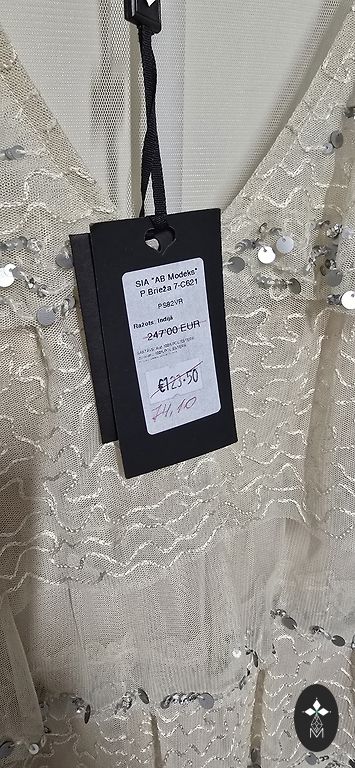 SIA "AB Modeks"
P.Brieža 7-C621
PS82VR
Ražots: Indijā
247'00 EUR
€123.50
74,10
M